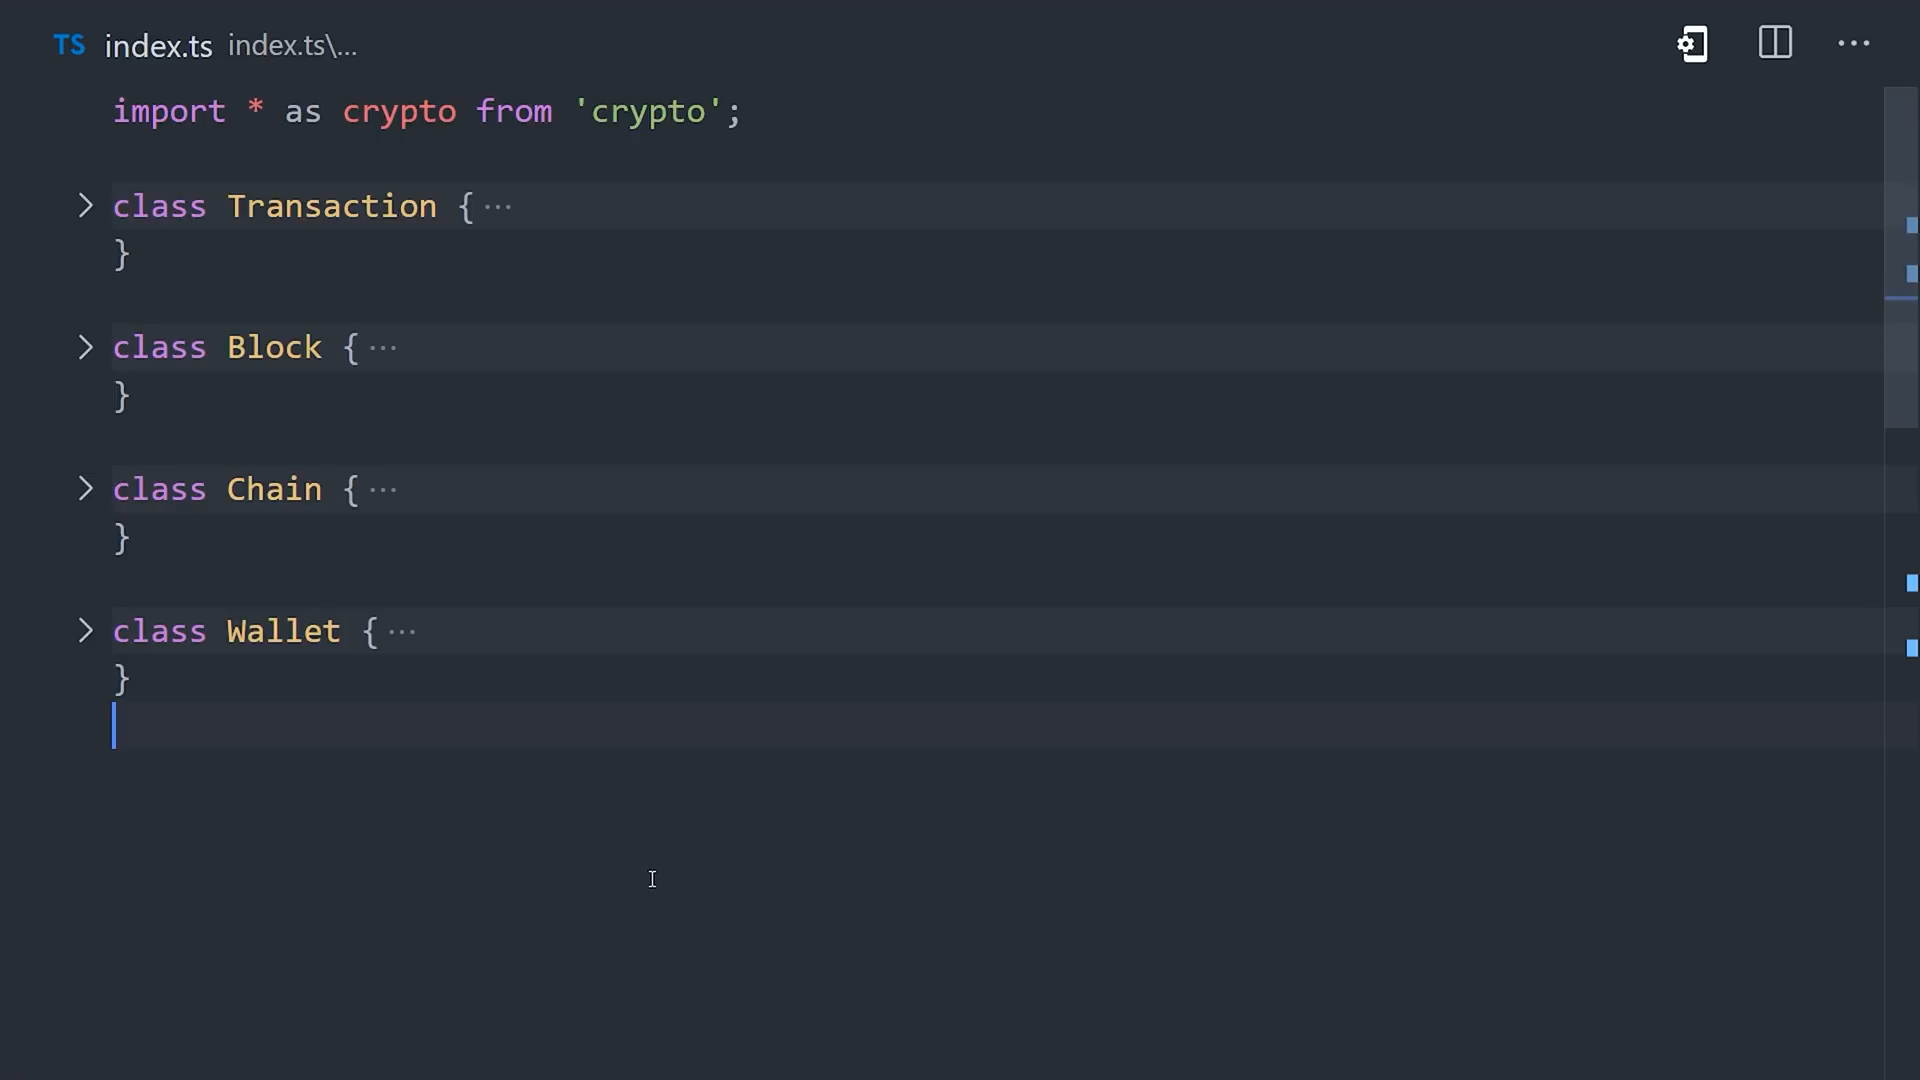 TS index.ts index.ts\...
import * as crypto from 'crypto';
class Transaction {···
}
class Block {···
}
class Chain {···
}
class Wallet {···
}